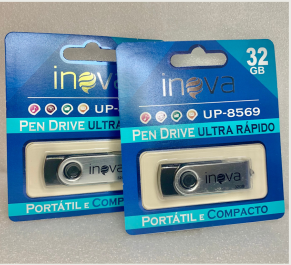 inova
UP-
PEN DRIVE ULTRA
inova
PORTÁTIL E COMPACTO
32
GB
inova
UP-8569
PEN DRIVE ULTRA RÁPIDO
inova
PORTÁTIL E COMPACTO